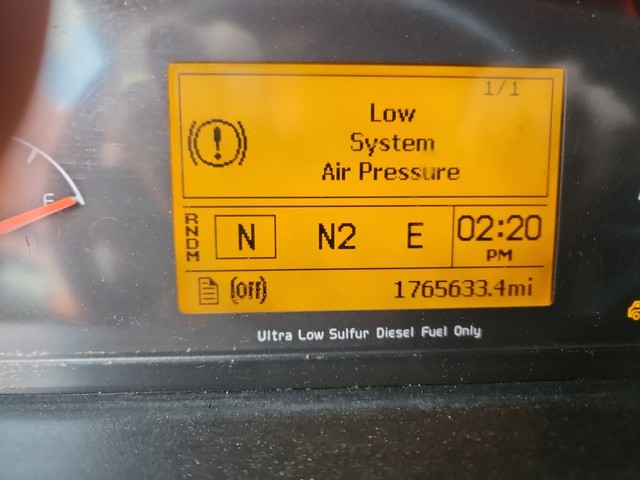 1/1
Low
System
Air Pressure
RNDM
N N2 E 02:20 PM
(off) 1765633.4mi
Ultra Low Sulfur Diesel Fuel Only